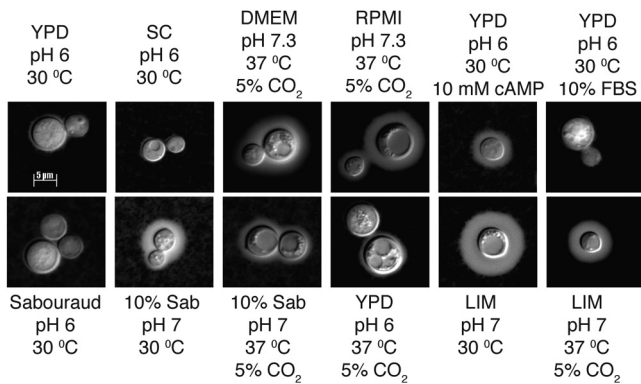 YPD
pH 6
30 ⁰C
SC
pH 6
30 ⁰C
DMEM
pH 7.3
37 ⁰C
5% CO₂
RPMI
pH 7.3
37 ⁰C
5% CO₂
YPD
pH 6
30 ⁰C
10 mM cAMP
YPD
pH 6
30 ⁰C
10% FBS
5 µm
Sabouraud
pH 6
30 ⁰C
10% Sab
pH 7
30 ⁰C
10% Sab
pH 7
37 ⁰C
5% CO₂
YPD
pH 6
37 ⁰C
5% CO₂
LIM
pH 7
30 ⁰C
LIM
pH 7
37 ⁰C
5% CO₂